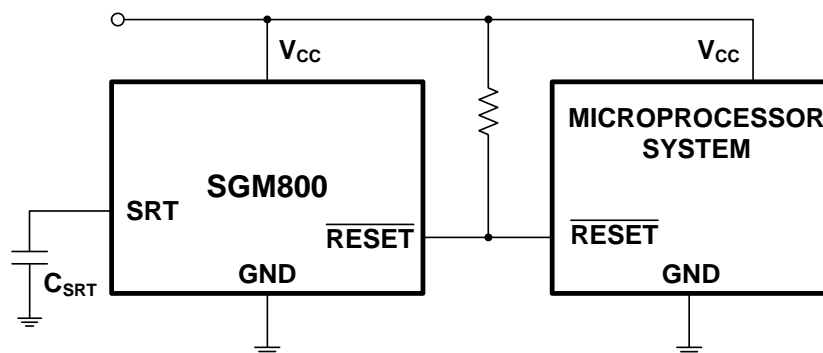 VCC
VCC
MICROPROCESSOR
SYSTEM
SGM800
SRT
RESET
RESET
GND
GND
CSRT